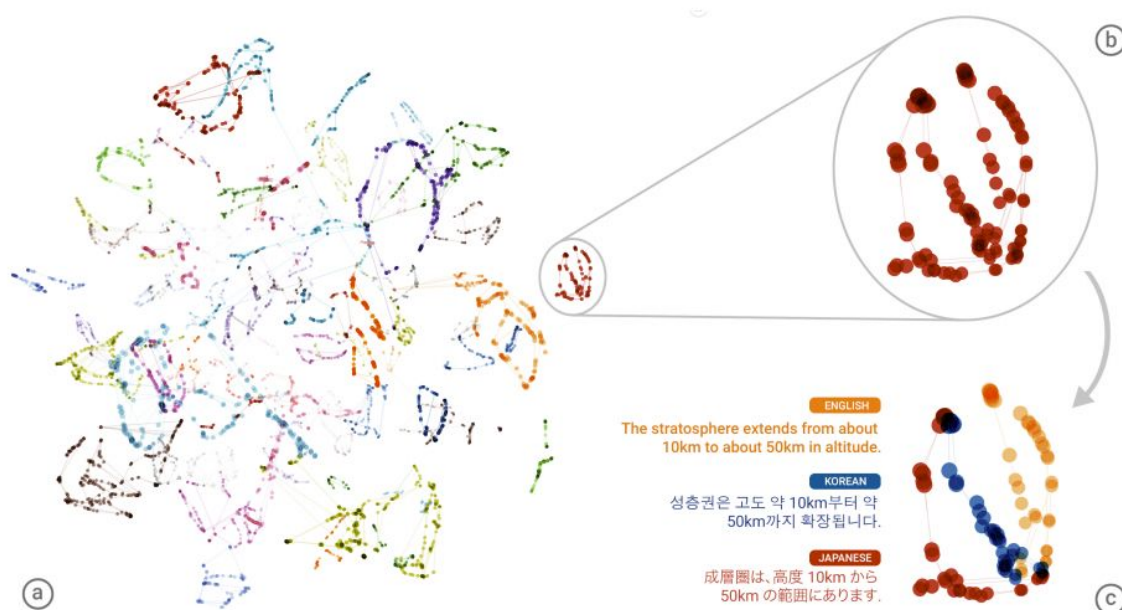 b
ENGLISH
The stratosphere extends from about
10km to about 50km in altitude.
KOREAN
성층권은 고도 약 10km부터 약
50km까지 확장됩니다.
JAPANESE
成層圏は、高度 10km から
50km の範囲にあります。
a
c